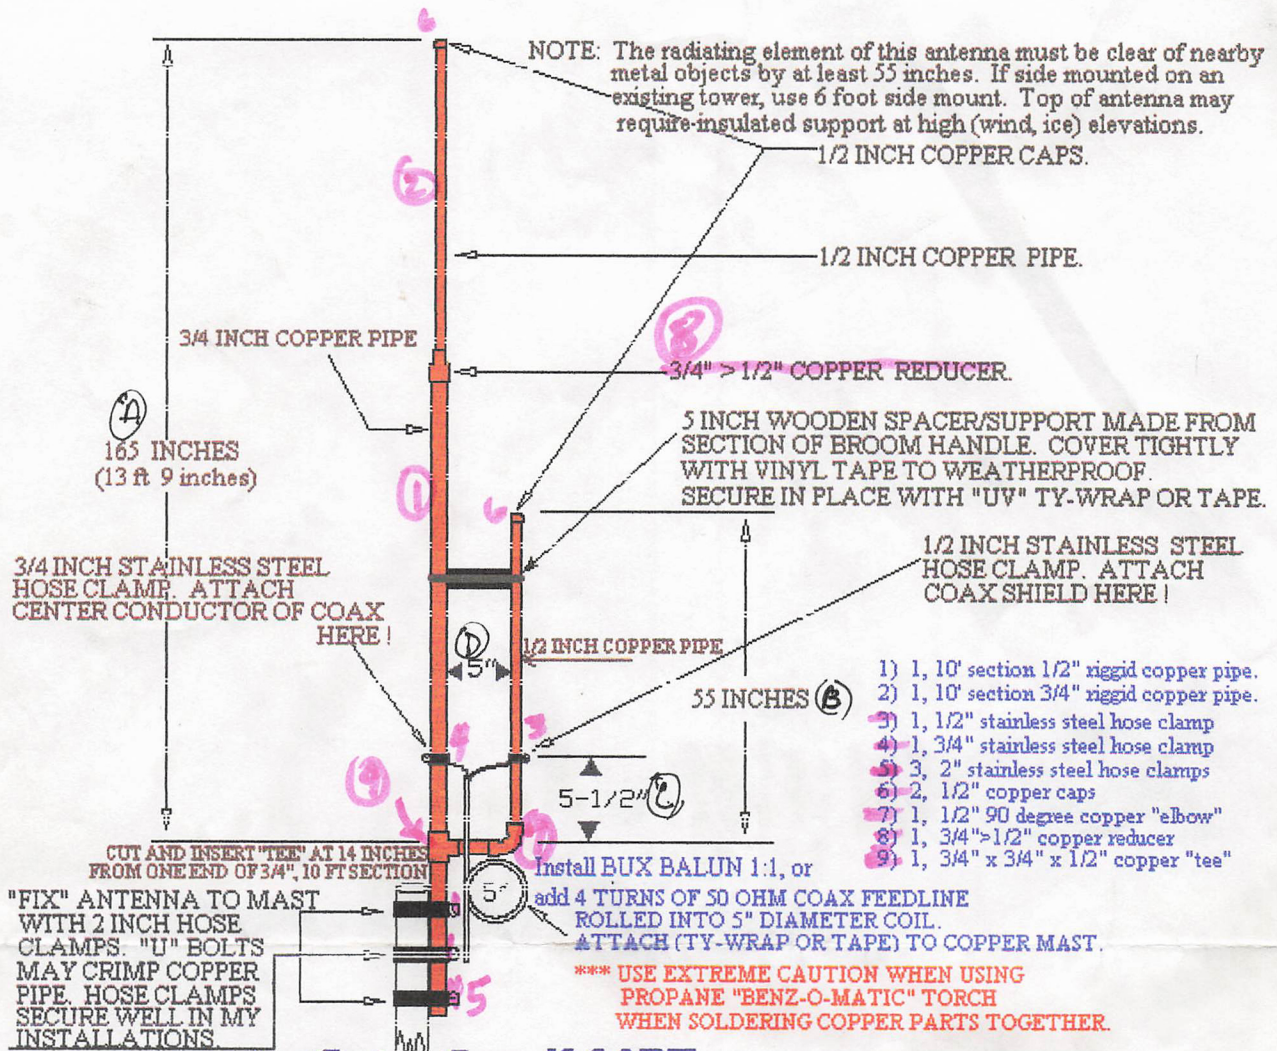 6
NOTE: The radiating element of this antenna must be clear of nearby
metal objects by at least 55 inches. If side mounted on an
existing tower, use 6 foot side mount. Top of antenna may
require insulated support at high (wind, ice) elevations.
1/2 INCH COPPER CAPS.
2
1/2 INCH COPPER PIPE.
3/4 INCH COPPER PIPE
8
3/4" > 1/2" COPPER REDUCER.
A
165 INCHES
(13 ft 9 inches)
5 INCH WOODEN SPACER/SUPPORT MADE FROM
SECTION OF BROOM HANDLE. COVER TIGHTLY
WITH VINYL TAPE TO WEATHERPROOF.
SECURE IN PLACE WITH "UV" TY-WRAP OR TAPE.
1
6
3/4 INCH STAINLESS STEEL
HOSE CLAMP. ATTACH
CENTER CONDUCTOR OF COAX
HERE !
1/2 INCH STAINLESS STEEL
HOSE CLAMP. ATTACH
COAX SHIELD HERE !
D
5"
1/2 INCH COPPER PIPE
55 INCHES B
4
3
9
5-1/2" C
7
1) 1, 10' section 1/2" riggid copper pipe.
2) 1, 10' section 3/4" riggid copper pipe.
3) 1, 1/2" stainless steel hose clamp
4) 1, 3/4" stainless steel hose clamp
5) 3, 2" stainless steel hose clamps
6) 2, 1/2" copper caps
7) 1, 1/2" 90 degree copper "elbow"
8) 1, 3/4">1/2" copper reducer
9) 1, 3/4" x 3/4" x 1/2" copper "tee"
CUT AND INSERT "TEE" AT 14 INCHES
FROM ONE END OF 3/4", 10 FT SECTION
"FIX" ANTENNA TO MAST
WITH 2 INCH HOSE
CLAMPS. "U" BOLTS
MAY CRIMP COPPER
PIPE. HOSE CLAMPS
SECURE WELL IN MY
INSTALLATIONS.
5"
5
Install BUX BALUN 1:1, or
add 4 TURNS OF 50 OHM COAX FEEDLINE
ROLLED INTO 5" DIAMETER COIL.
ATTACH (TY-WRAP OR TAPE) TO COPPER MAST.
*** USE EXTREME CAUTION WHEN USING
PROPANE "BENZ-O-MATIC" TORCH
WHEN SOLDERING COPPER PARTS TOGETHER.